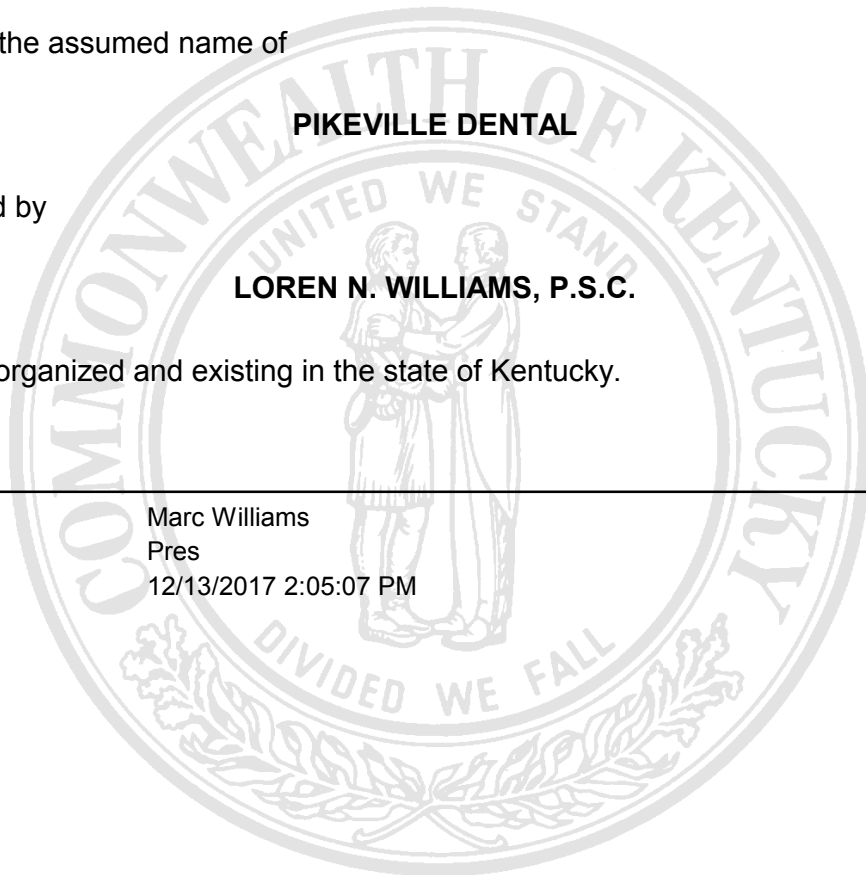 the assumed name of
PIKEVILLE DENTAL
d by
LOREN N. WILLIAMS, P.S.C.
organized and existing in the state of Kentucky.
Marc Williams
Pres
12/13/2017 2:05:07 PM
COMMONWEALTH OF KENTUCKY
UNITED WE STAND
DIVIDED WE FALL